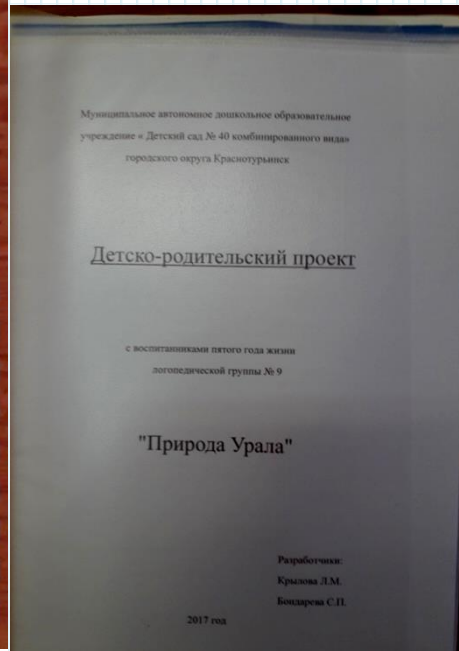 Муниципальное автономное дошкольное образовательное
учреждение « Детский сад № 40 комбинированного вида»
городского округа Краснотурьинск
Детско-родительский проект
с воспитанниками пятого года жизни
логопедической группы № 9
"Природа Урала"
Разработчики:
Крылова Л.М.
Бондарева С.П.
2017 год